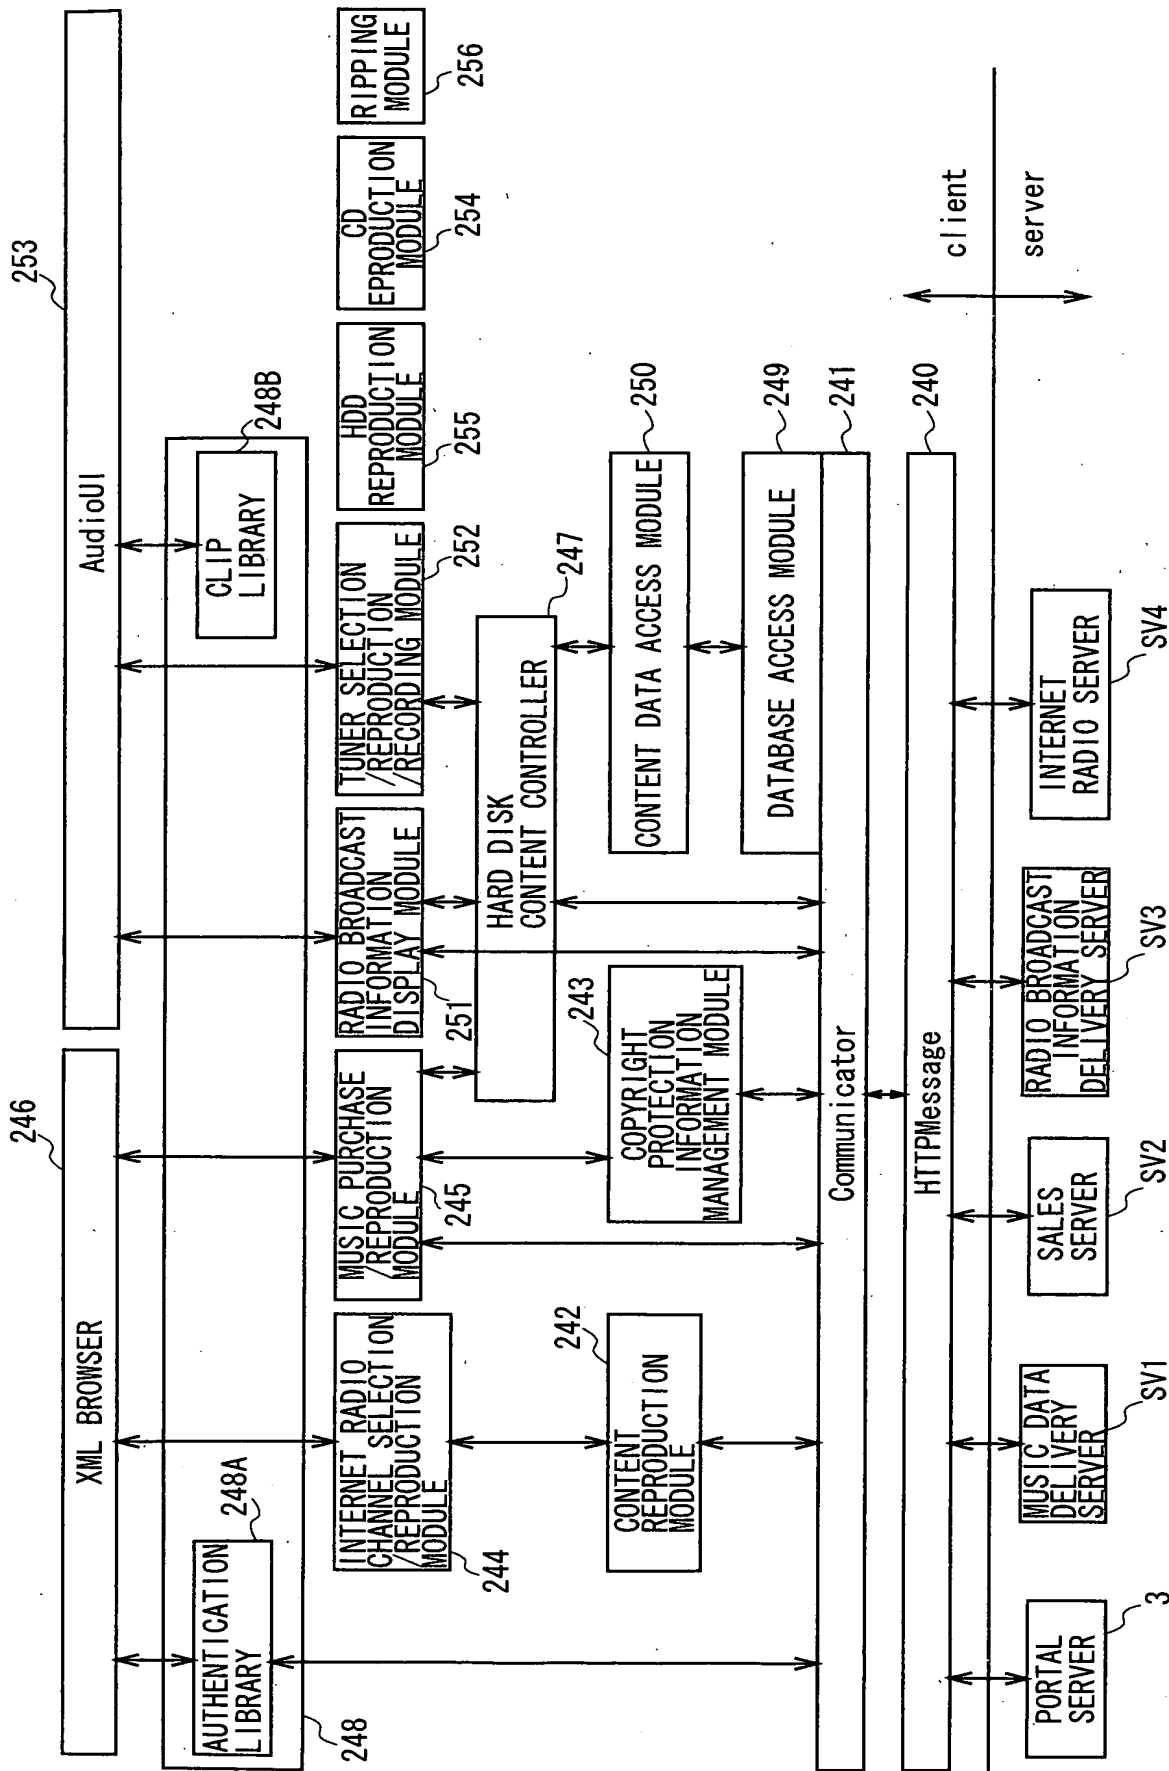 246
253
XML BROWSER
AudioUI
248A
248B
AUTHENTICATION
LIBRARY
CLIP
LIBRARY
248
INTERNET RADIO
CHANNEL SELECTION
/REPRODUCTION
MODULE
244
MUSIC PURCHASE
/REPRODUCTION
MODULE
245
RADIO BROADCAST
INFORMATION
DISPLAY MODULE
251
TUNER SELECTION
/REPRODUCTION
/RECORDING MODULE
252
HDD
REPRODUCTION
MODULE
255
CD
EPRODUCTION
MODULE
254
RIPPING
MODULE
256
HARD DISK
CONTENT CONTROLLER
247
242
CONTENT
REPRODUCTION
MODULE
243
COPYRIGHT
PROTECTION
INFORMATION
MANAGEMENT MODULE
CONTENT DATA ACCESS MODULE
250
DATABASE ACCESS MODULE
249
Communicator
241
HTTPMessage
240
client
server
PORTAL
SERVER
3
MUSIC DATA
DELIVERY
SERVER
SV1
SALES
SERVER
SV2
RADIO BROADCAST
INFORMATION
DELIVERY SERVER
SV3
INTERNET
RADIO SERVER
SV4